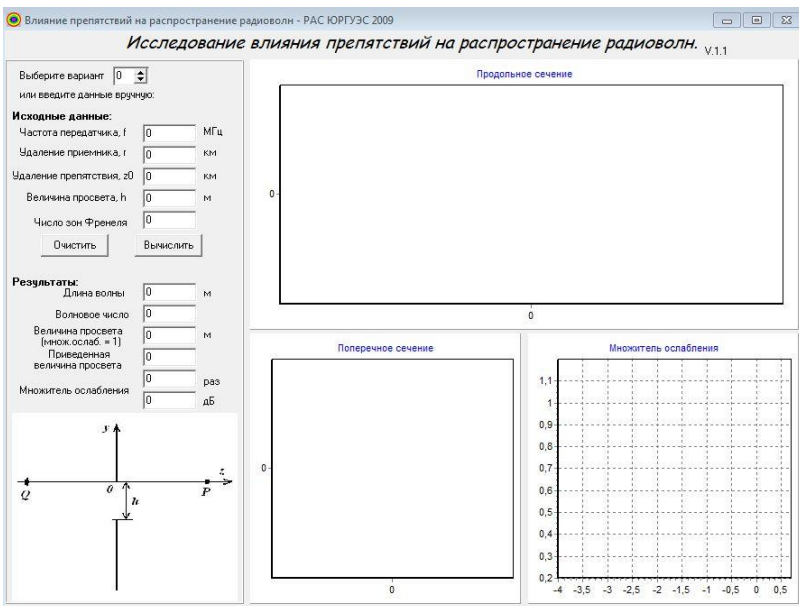 Влияние препятствий на распространение радиоволн - РАС ЮРГУЭС 2009
Исследование влияния препятствий на распространение радиоволн. V.1.1
Выберите вариант 0
или введите данные вручную:
Исходные данные:
Частота передатчика, f 0 МГц
Удаление приемника, r 0 км
Удаление препятствия, z0 0 км
Величина просвета, h 0 м
Число зон Френеля 0
Очистить Вычислить
Результаты:
Длина волны 0 м
Волновое число 0
Величина просвета
(множ.ослаб. = 1) 0 м
Приведенная
величина просвета 0
Множитель ослабления 0 раз
0 дБ
y
z
Q 0 P
h
Продольное сечение
0
0
Поперечное сечение
0
0
Множитель ослабления
1,1
1
0,9
0,8
0,7
0,6
0,5
0,4
0,3
0,2
-4 -3,5 -3 -2,5 -2 -1,5 -1 -0,5 0 0,5